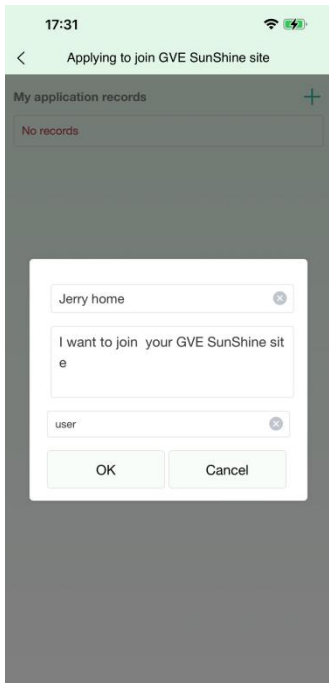 17:31
Applying to join GVE SunShine site
My application records
No records
Jerry home
I want to join  your GVE SunShine sit
e
user
OK Cancel